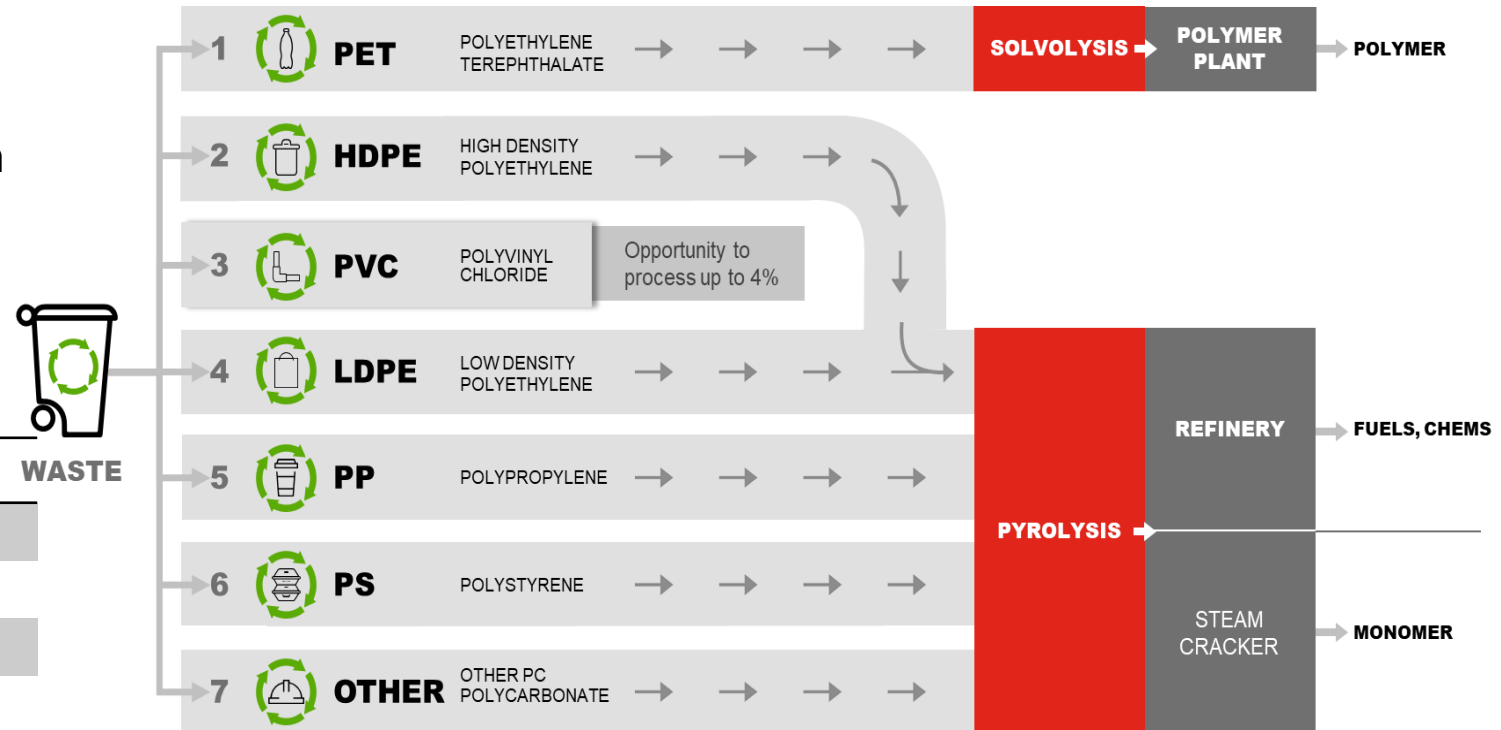 1
PET
POLYETHYLENE
TEREPHTHALATE
SOLVOLYSIS
POLYMER
PLANT
POLYMER
2
HDPE
HIGH DENSITY
POLYETHYLENE
3
PVC
POLYVINYL
CHLORIDE
Opportunity to
process up to 4%
WASTE
4
LDPE
LOW DENSITY
POLYETHYLENE
5
PP
POLYPROPYLENE
6
PS
POLYSTYRENE
7
OTHER
OTHER PC
POLYCARBONATE
PYROLYSIS
REFINERY
FUELS, CHEMS
STEAM
CRACKER
MONOMER